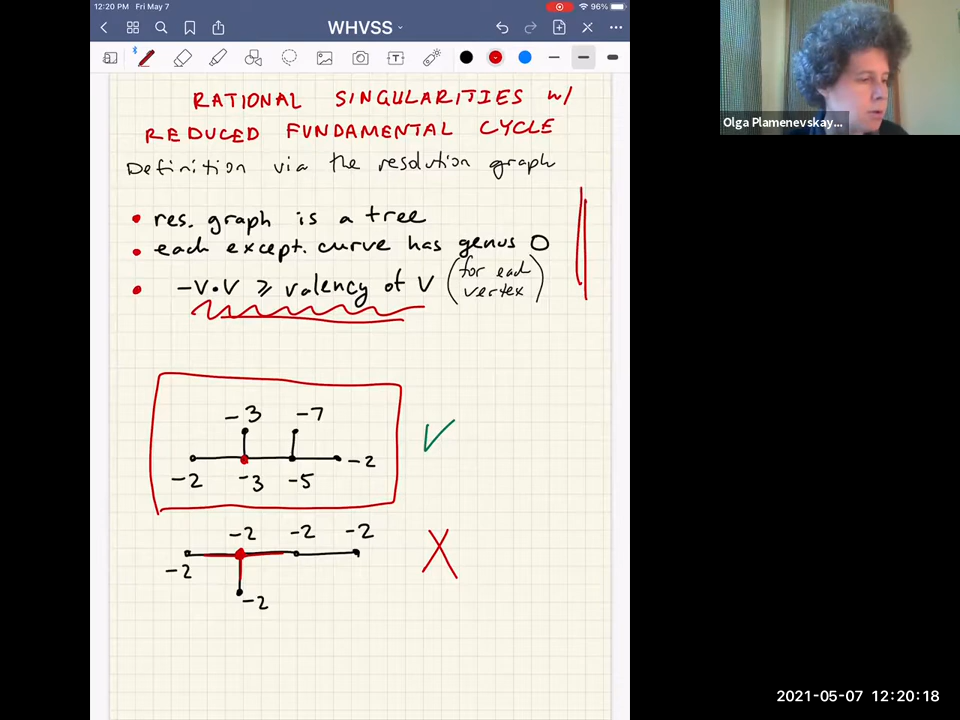 12:20 PM Fri May 7
96%
WHVSS
RATIONAL SINGULARITIES w/
REDUCED FUNDAMENTAL CYCLE
Definition via the resolution graph
• res. graph is a tree
• each except. curve has genus 0
• -V•V ≥ valency of V (for each vertex)
-3 -7
-2 -3 -5 -2
-2 -2 -2
-2
-2
Olga Plamenevskay...
2021-05-07 12:20:18